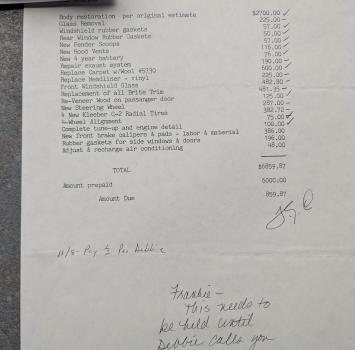 Body restoration per original estimate $2700.00
Glass Removal 225.00
Windshield rubber gaskets 57.00
Rear Window Rubber Gaskets 50.00
New Fender Scoops 57.00
New Hood Vents 116.00
New 4 year battery 76.00
Repair exhaust system 190.00
Replace Carpet w/Wool #5730 600.00
Replace Headliner - vinyl 225.00
Front Windshield Glass 482.80
Replacement of all Brite Trim 481.35
Re-Veneer Wood on passenger door 125.00
New Steering Wheel 287.00
4 New Kleeber C-2 Radial Tires 382.72
4-Wheel Alignment 75.00
Complete tune-up and engine detail 100.00
New front brake calipers & pads - labor & material 386.00
Rubber gaskets for side windows & doors 196.00
Adjust & recharge air conditioning 48.00
TOTAL $6859.87
Amount prepaid 6000.00
Amount Due 859.87
11/8- Pay Per Debbie
Frankie -
This needs to
be held until
Debbie calls you